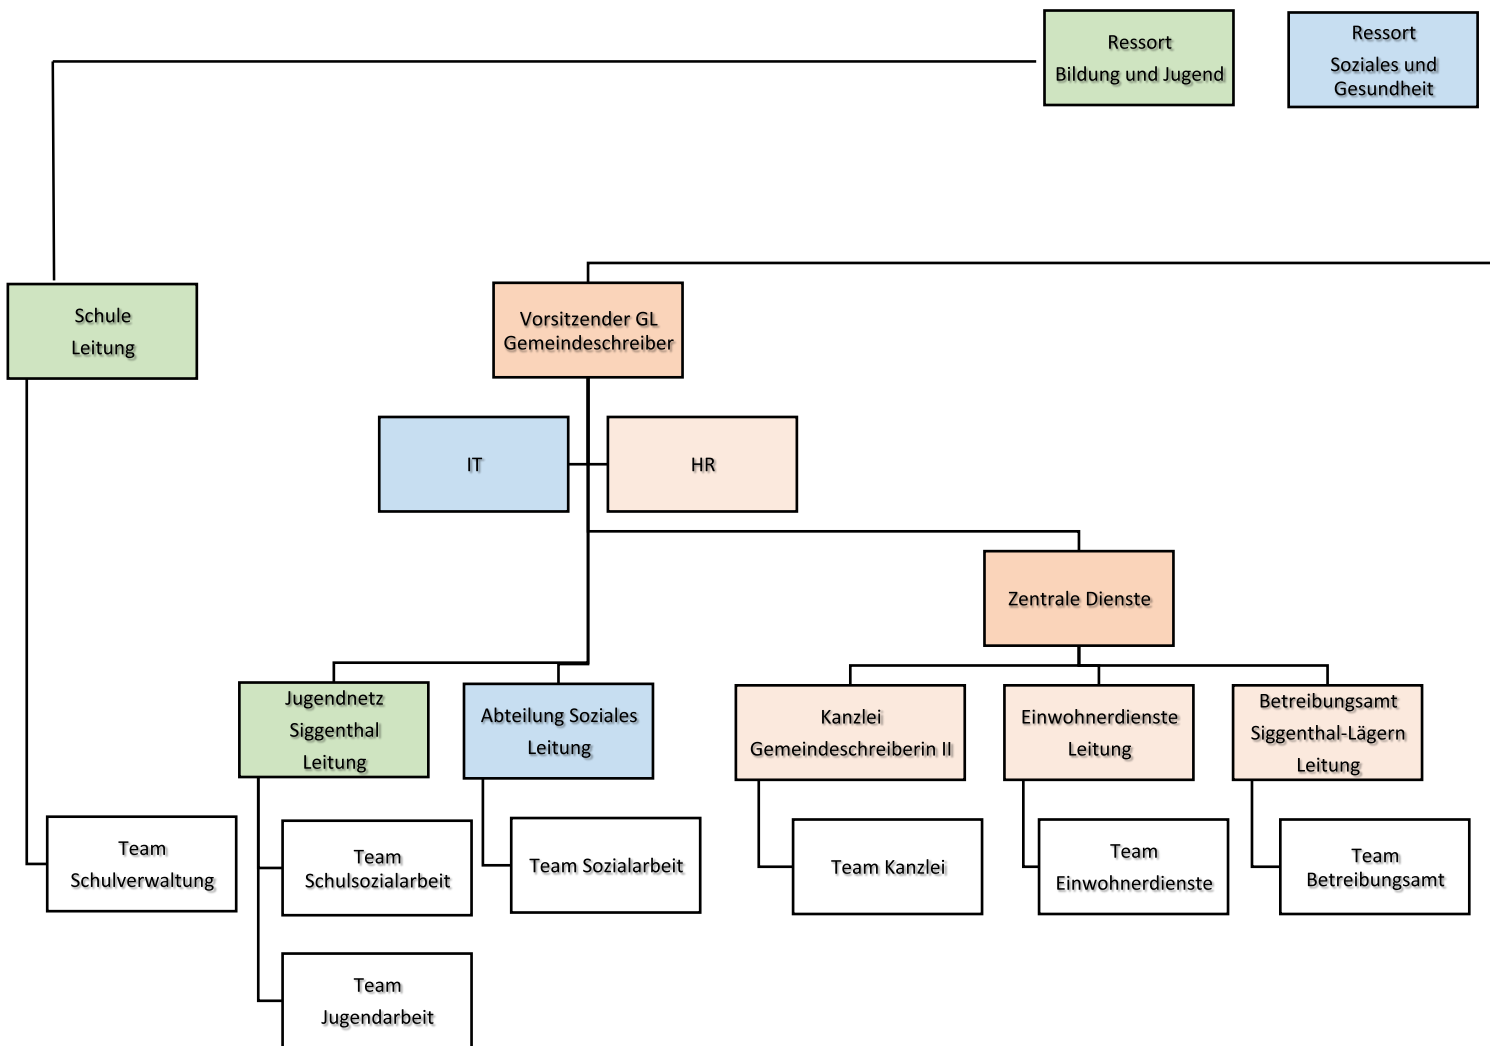 Ressort
Bildung und Jugend
Ressort
Soziales und
Gesundheit
Schule
Leitung
Vorsitzender GL
Gemeindeschreiber
IT
HR
Zentrale Dienste
Jugendnetz
Siggenthal
Leitung
Abteilung Soziales
Leitung
Kanzlei
Gemeindeschreiberin II
Einwohnerdienste
Leitung
Betreibungsamt
Siggenthal-Lägern
Leitung
Team
Schulverwaltung
Team
Schulsozialarbeit
Team Sozialarbeit
Team Kanzlei
Team
Einwohnerdienste
Team
Betreibungsamt
Team
Jugendarbeit